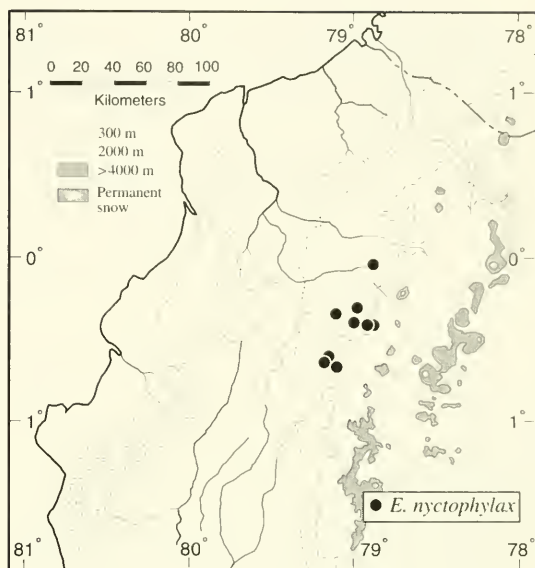 81° 80° 79° 78°
0 20 40 60 80 100
Kilometers
1° 1°
300 m
2000 m
>4000 m
Permanent
snow
0° 0°
1° 1°
E. nyctophylax
81° 80° 79° 78°